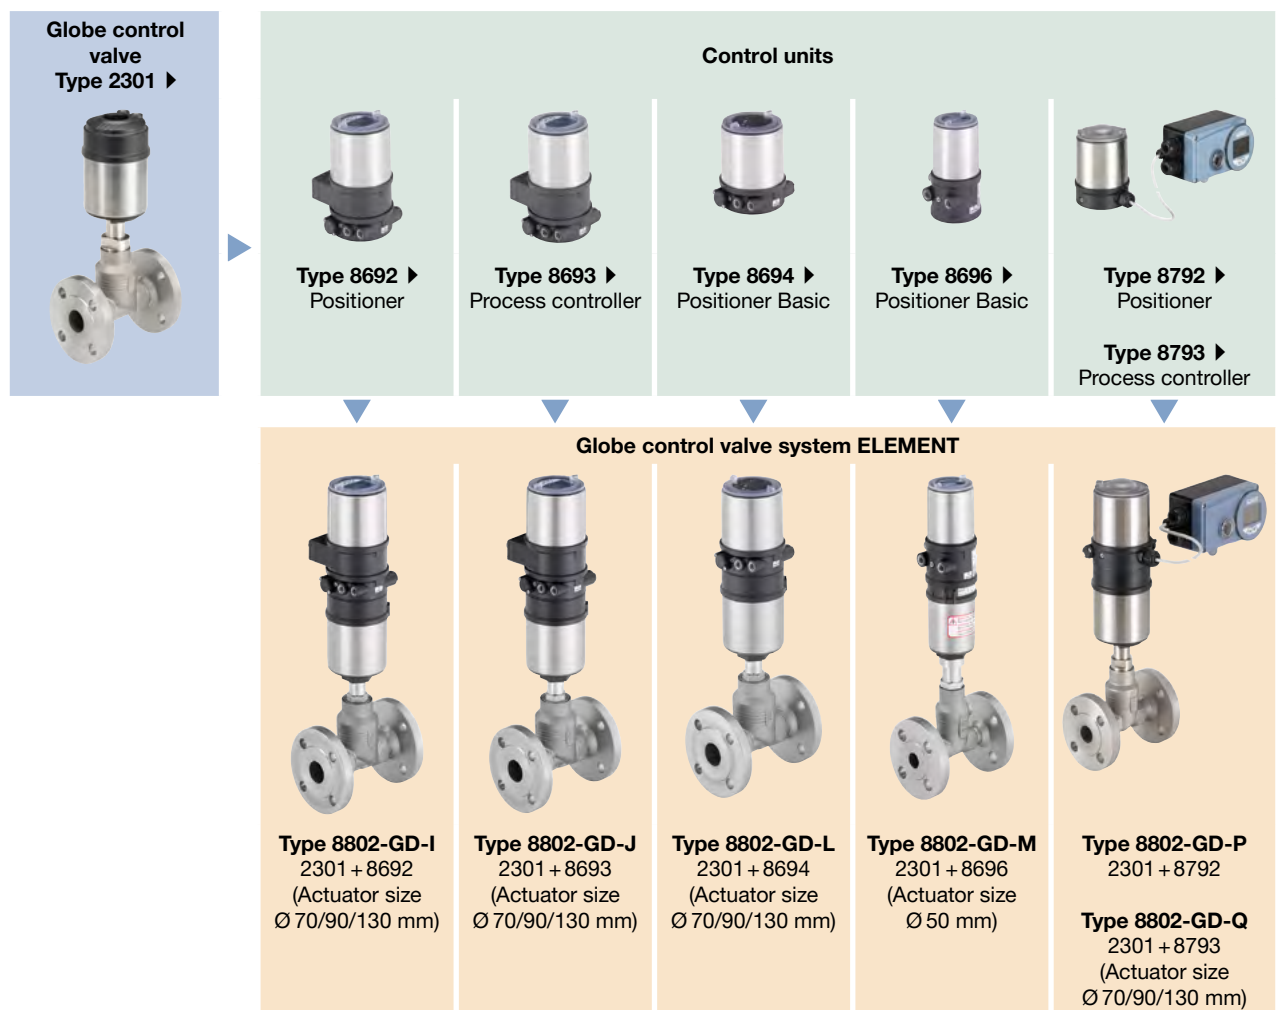 Globe control
valve
Type 2301 ▶
Control units
Type 8692 ▶
Positioner
Type 8693 ▶
Process controller
Type 8694 ▶
Positioner Basic
Type 8696 ▶
Positioner Basic
Type 8792 ▶
Positioner
Type 8793 ▶
Process controller
Globe control valve system ELEMENT
Type 8802-GD-I
2301 + 8692
(Actuator size
Ø 70/90/130 mm)
Type 8802-GD-J
2301 + 8693
(Actuator size
Ø 70/90/130 mm)
Type 8802-GD-L
2301 + 8694
(Actuator size
Ø 70/90/130 mm)
Type 8802-GD-M
2301 + 8696
(Actuator size
Ø 50 mm)
Type 8802-GD-P
2301 + 8792
Type 8802-GD-Q
2301 + 8793
(Actuator size
Ø 70/90/130 mm)